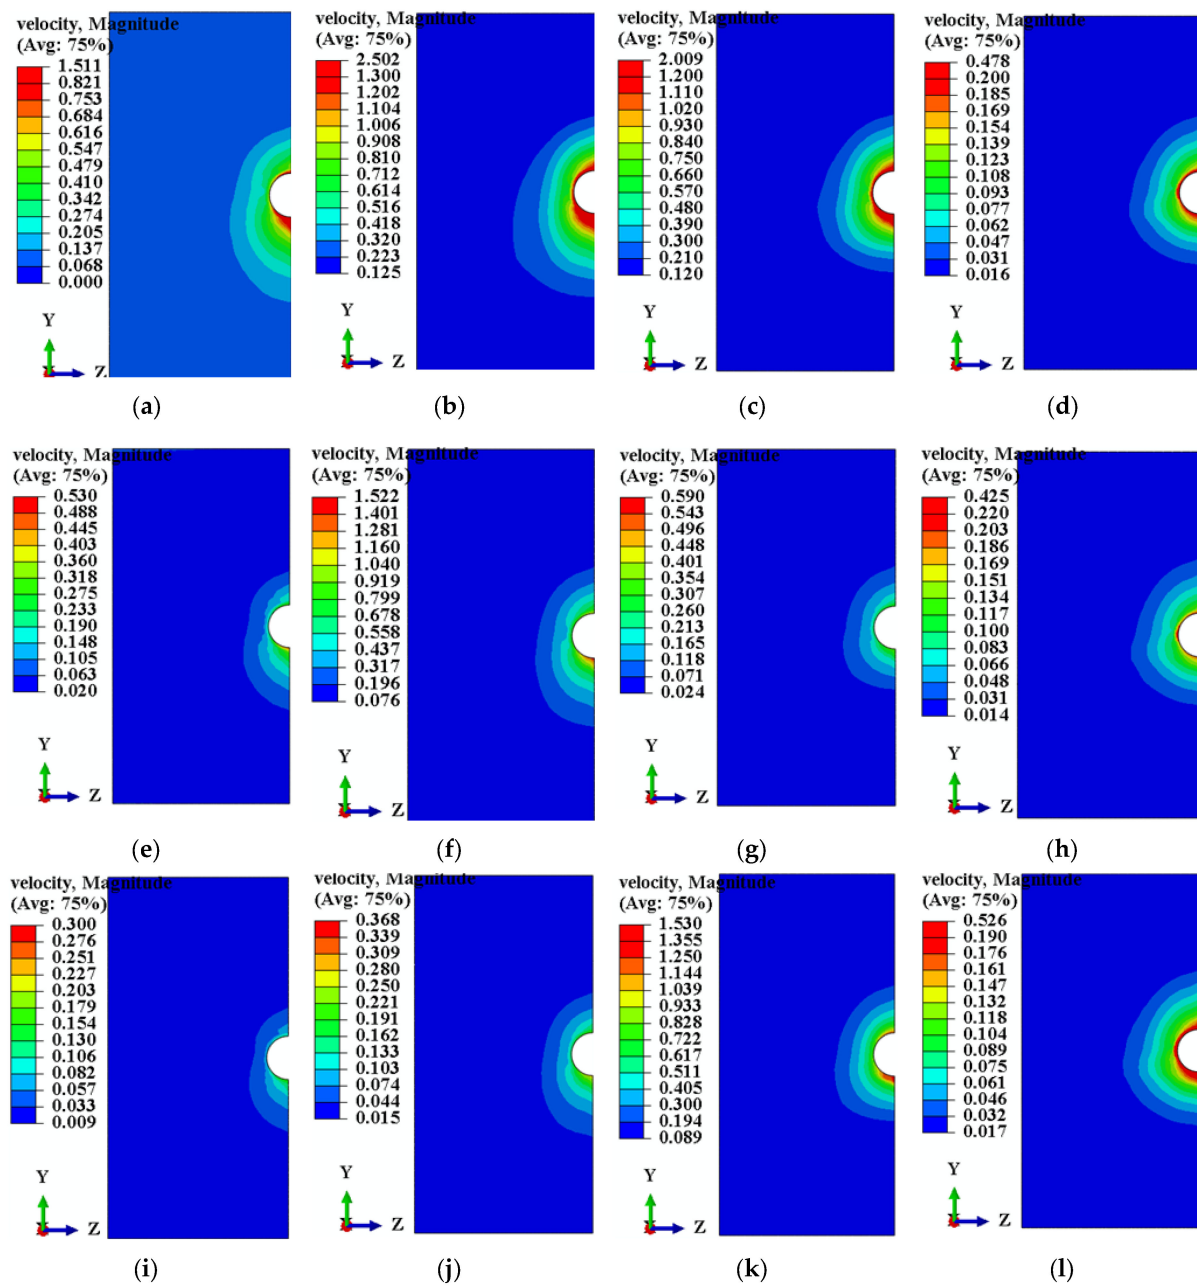 velocity, Magnitude
(Avg: 75%)
1.511
0.821
0.753
0.684
0.616
0.547
0.479
0.410
0.342
0.274
0.205
0.137
0.068
0.000
Y
Z
(a)
velocity, Magnitude
(Avg: 75%)
2.502
1.300
1.202
1.104
1.006
0.908
0.810
0.712
0.614
0.516
0.418
0.320
0.223
0.125
Y
Z
(b)
velocity, Magnitude
(Avg: 75%)
2.009
1.200
1.110
1.020
0.930
0.840
0.750
0.660
0.570
0.480
0.390
0.300
0.210
0.120
Y
Z
(c)
velocity, Magnitude
(Avg: 75%)
0.478
0.200
0.185
0.169
0.154
0.139
0.123
0.108
0.093
0.077
0.062
0.047
0.031
0.016
Y
Z
(d)
velocity, Magnitude
(Avg: 75%)
0.530
0.488
0.445
0.403
0.360
0.318
0.275
0.233
0.190
0.148
0.105
0.063
0.020
Y
Z
(e)
velocity, Magnitude
(Avg: 75%)
1.522
1.401
1.281
1.160
1.040
0.919
0.799
0.678
0.558
0.437
0.317
0.196
0.076
Y
Z
(f)
velocity, Magnitude
(Avg: 75%)
0.590
0.543
0.496
0.448
0.401
0.354
0.307
0.260
0.213
0.165
0.118
0.071
0.024
Y
Z
(g)
velocity, Magnitude
(Avg: 75%)
0.425
0.220
0.203
0.186
0.169
0.151
0.134
0.117
0.100
0.083
0.066
0.048
0.031
0.014
Y
Z
(h)
velocity, Magnitude
(Avg: 75%)
0.300
0.276
0.251
0.227
0.203
0.179
0.154
0.130
0.106
0.082
0.057
0.033
0.009
Y
Z
(i)
velocity, Magnitude
(Avg: 75%)
0.368
0.339
0.309
0.280
0.250
0.221
0.191
0.162
0.133
0.103
0.074
0.044
0.015
Y
Z
(j)
velocity, Magnitude
(Avg: 75%)
1.530
1.355
1.250
1.144
1.039
0.933
0.828
0.722
0.617
0.511
0.405
0.300
0.194
0.089
Y
Z
(k)
velocity, Magnitude
(Avg: 75%)
0.526
0.190
0.176
0.161
0.147
0.132
0.118
0.104
0.089
0.075
0.061
0.046
0.032
0.017
Y
Z
(l)